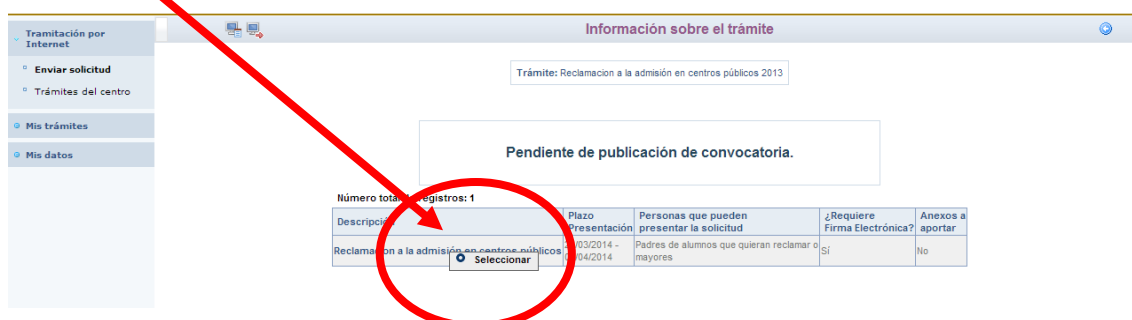 Tramitación por
Internet
Enviar solicitud
Trámites del centro
Mis trámites
Mis datos
Información sobre el trámite
Trámite: Reclamacion a la admisión en centros públicos 2013
Pendiente de publicación de convocatoria.
Número total registros: 1
Descripción
Plazo
Presentación
Personas que pueden
presentar la solicitud
¿Requiere
Firma Electrónica?
Anexos a
aportar
Reclamacion a la admisión en centros públicos
/03/2014 -
/04/2014
Padres de alumnos que quieran reclamar o
mayores
Sí
No
Seleccionar